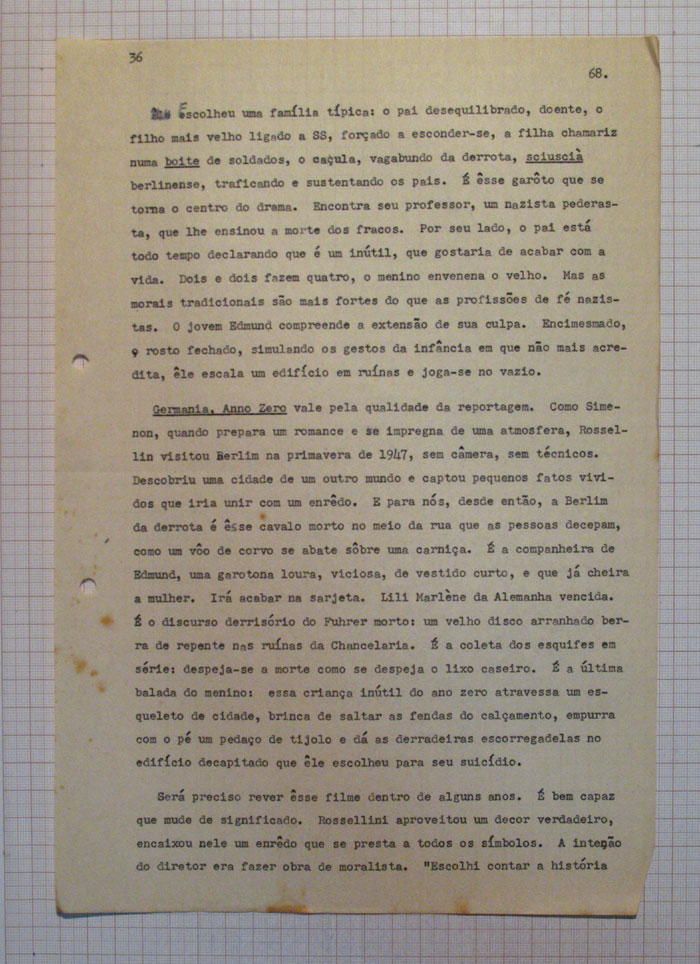 36
68.
Escolheu uma família típica: o pai desequilibrado, doente, o
filho mais velho ligado a SS, forçado a esconder-se, a filha chamariz
numa boite de soldados, o caçula, vagabundo da derrota, sciuscià
berlinense, traficando e sustentando os pais. É êsse garôto que se
torna o centro do drama. Encontra seu professor, um nazista pederas-
ta, que lhe ensinou a morte dos fracos. Por seu lado, o pai está
todo tempo declarando que é um inútil, que gostaria de acabar com a
vida. Dois e dois fazem quatro, o menino envenena o velho. Mas as
morais tradicionais são mais fortes do que as profissões de fé nazis-
tas. O jovem Edmund compreende a extensão de sua culpa. Encimesmado,
o rosto fechado, simulando os gestos da infância em que não mais acre-
dita, êle escala um edifício em ruínas e joga-se no vazio.
Germania, Anno Zero vale pela qualidade da reportagem. Como Sime-
non, quando prepara um romance e se impregna de uma atmosfera, Rossel-
lin visitou Berlim na primavera de 1947, sem câmera, sem técnicos.
Descobriu uma cidade de um outro mundo e captou pequenos fatos vivi-
dos que iria unir com um enrêdo. E para nós, desde então, a Berlim
da derrota é êsse cavalo morto no meio da rua que as pessoas decepam,
como um vôo de corvo se abate sôbre uma carniça. É a companheira de
Edmund, uma garotona loura, viciosa, de vestido curto, e que já cheira
a mulher. Irá acabar na sarjeta. Lili Marlène da Alemanha vencida.
É o discurso derrisório do Fuhrer morto: um velho disco arranhado ber-
ra de repente nas ruínas da Chancelaria. É a coleta dos esquifes em
série: despeja-se a morte como se despeja o lixo caseiro. É a última
balada do menino: essa criança inútil do ano zero atravessa um es-
queleto de cidade, brinca de saltar as fendas do calçamento, empurra
com o pé um pedaço de tijolo e dá as derradeiras escorregadelas no
edifício decapitado que êle escolheu para seu suicídio.
Será preciso rever êsse filme dentro de alguns anos. É bem capaz
que mude de significado. Rossellini aproveitou um decor verdadeiro,
encaixou nele um enrêdo que se presta a todos os símbolos. A intenção
do diretor era fazer obra de moralista. "Escolhi contar a história